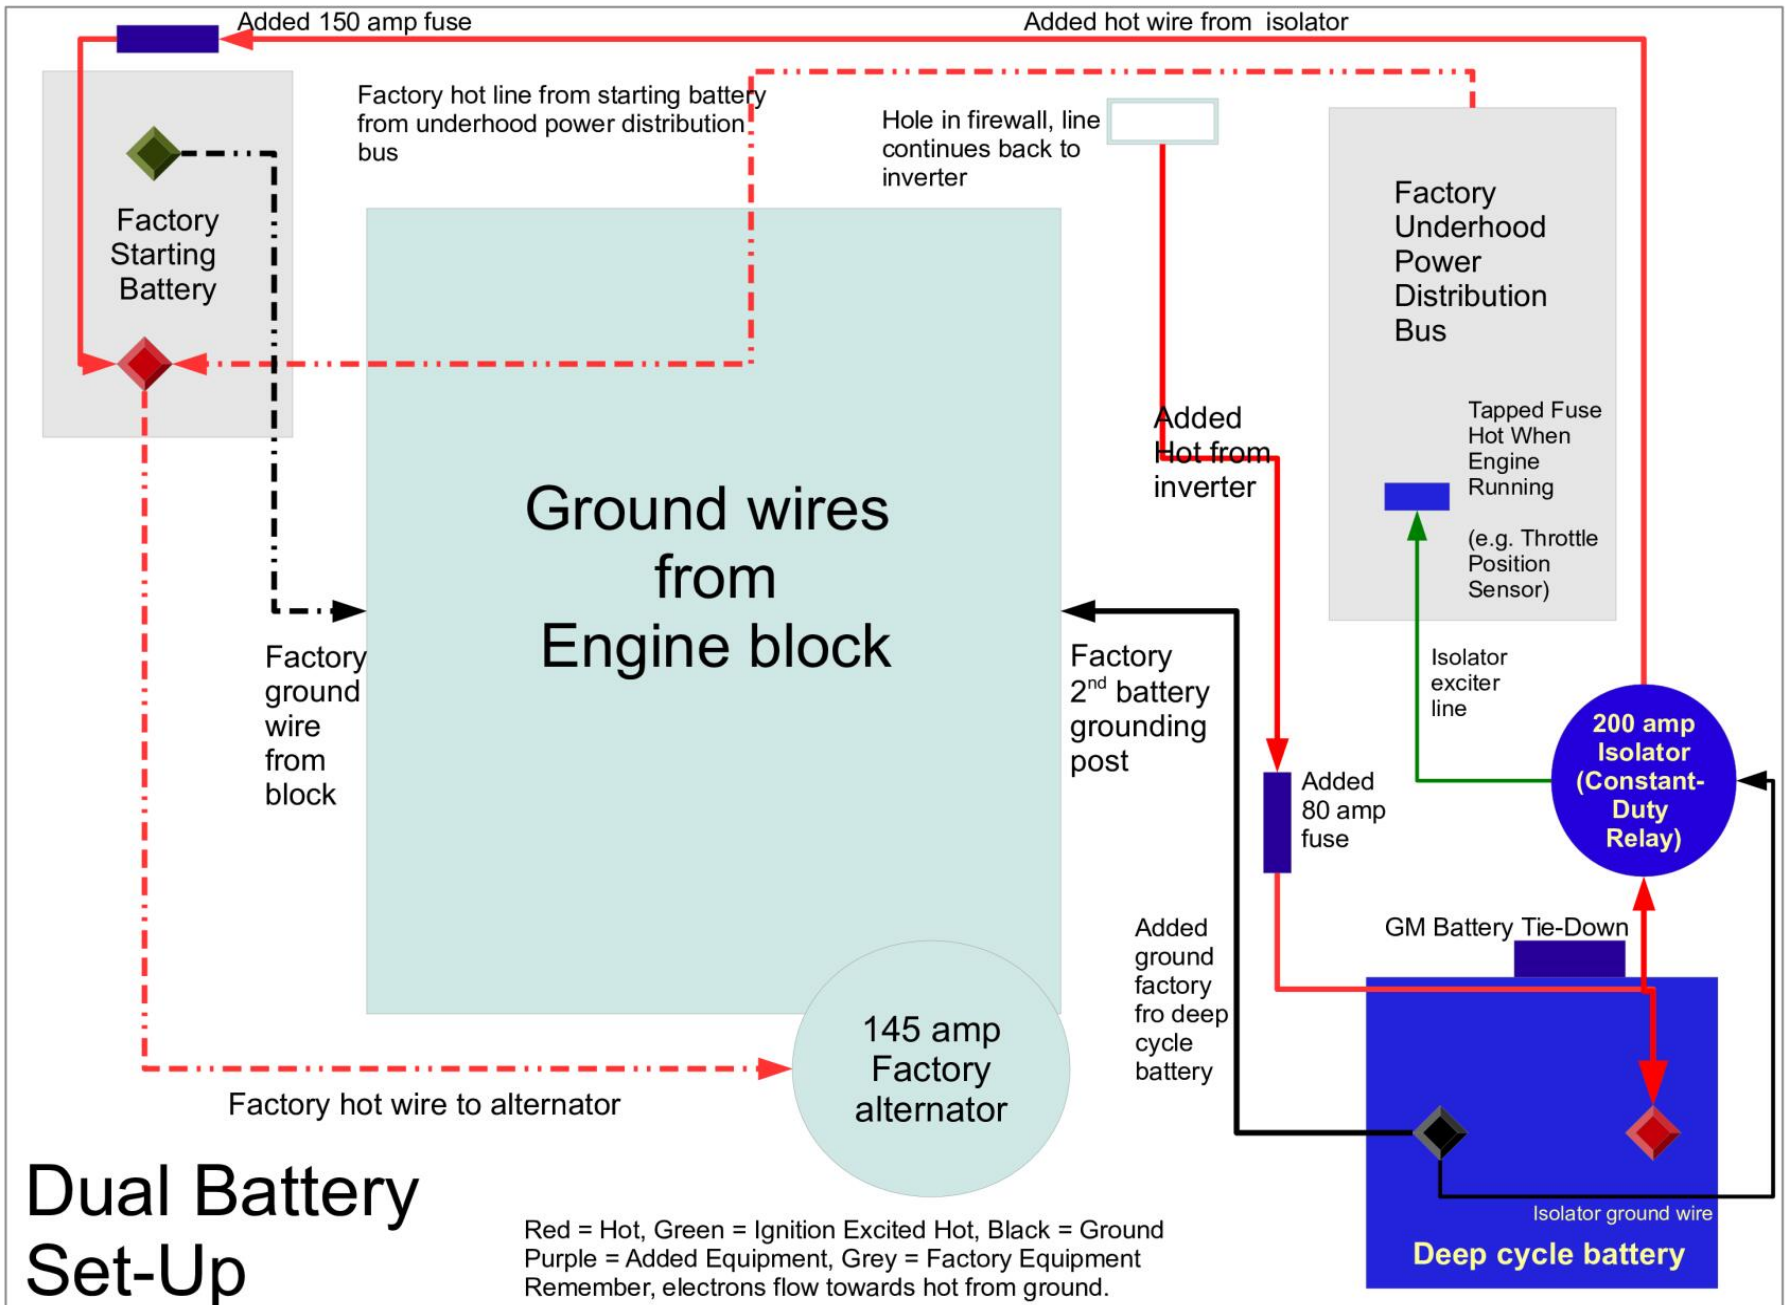 Added 150 amp fuse
Added hot wire from isolator
Factory hot line from starting battery
from underhood power distribution
bus
Hole in firewall, line
continues back to
inverter
Factory
Starting
Battery
Factory
Underhood
Power
Distribution
Bus
Tapped Fuse
Hot When
Engine
Running
(e.g. Throttle
Position
Sensor)
Added
Hot from
inverter
Ground wires
from
Engine block
Factory
ground
wire
from
block
Factory
2nd battery
grounding
post
Isolator
exciter
line
200 amp
Isolator
(Constant-
Duty
Relay)
Added
80 amp
fuse
GM Battery Tie-Down
Added
ground
factory
fro deep
cycle
battery
145 amp
Factory
alternator
Factory hot wire to alternator
Isolator ground wire
Deep cycle battery
Dual Battery
Set-Up
Red = Hot, Green = Ignition Excited Hot, Black = Ground
Purple = Added Equipment, Grey = Factory Equipment
Remember, electrons flow towards hot from ground.